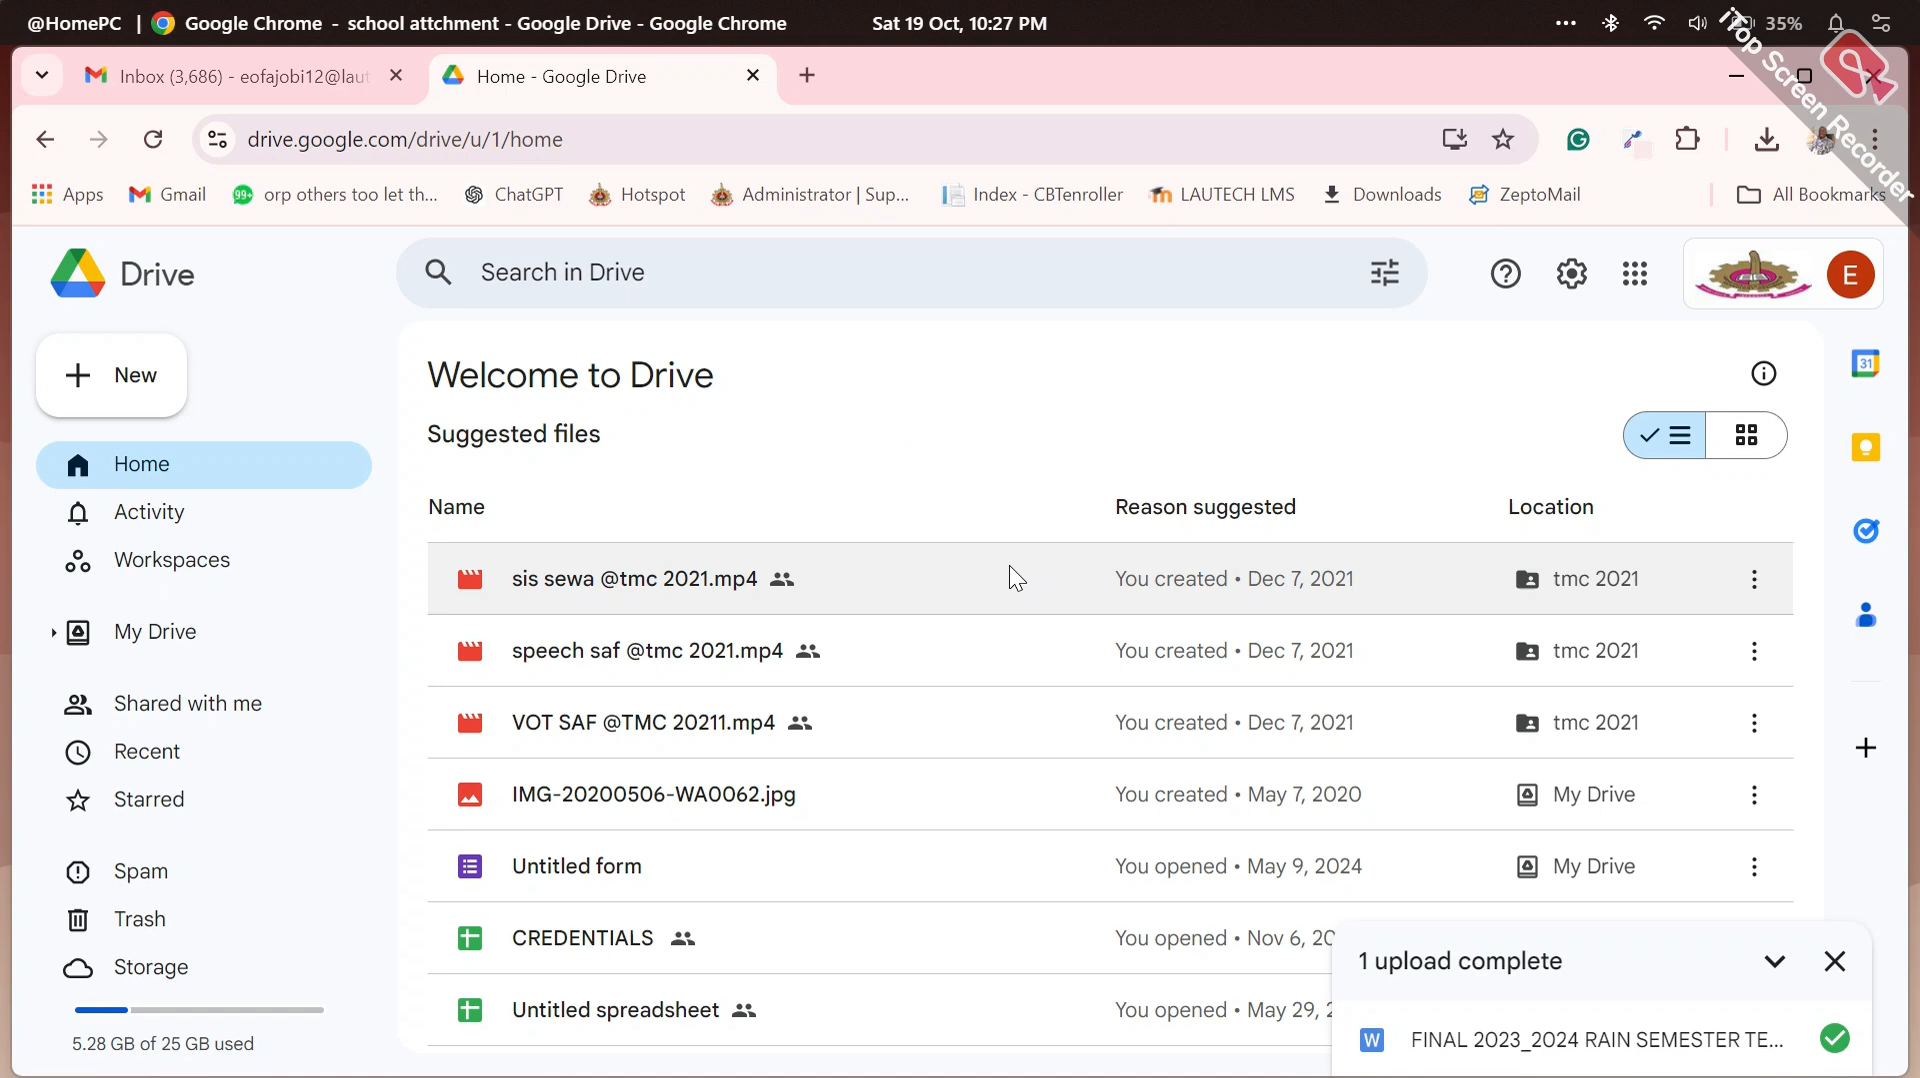 @HomePC | Google Chrome - school attchment - Google Drive - Google Chrome Sat 19 Oct, 10:27 PM 35%
Inbox (3,686) - eofajobi12@laut Home - Google Drive
drive.google.com/drive/u/1/home
iTop Screen Recorder
Apps Gmail 99+ orp others too let th... ChatGPT Hotspot Administrator | Sup... Index - CBTenroller LAUTECH LMS Downloads ZeptoMail All Bookmarks
Drive Search in Drive E
New
Welcome to Drive
31
Suggested files
Home
Activity
Workspaces
My Drive
Shared with me
Recent
Starred
Spam
Trash
Storage
5.28 GB of 25 GB used
Name Reason suggested Location
sis sewa @tmc 2021.mp4 You created • Dec 7, 2021 tmc 2021
speech saf @tmc 2021.mp4 You created • Dec 7, 2021 tmc 2021
VOT SAF @TMC 20211.mp4 You created • Dec 7, 2021 tmc 2021
IMG-20200506-WA0062.jpg You created • May 7, 2020 My Drive
Untitled form You opened • May 9, 2024 My Drive
CREDENTIALS You opened • Nov 6, 20
Untitled spreadsheet You opened • May 29, 2
1 upload complete
W FINAL 2023_2024 RAIN SEMESTER TE...